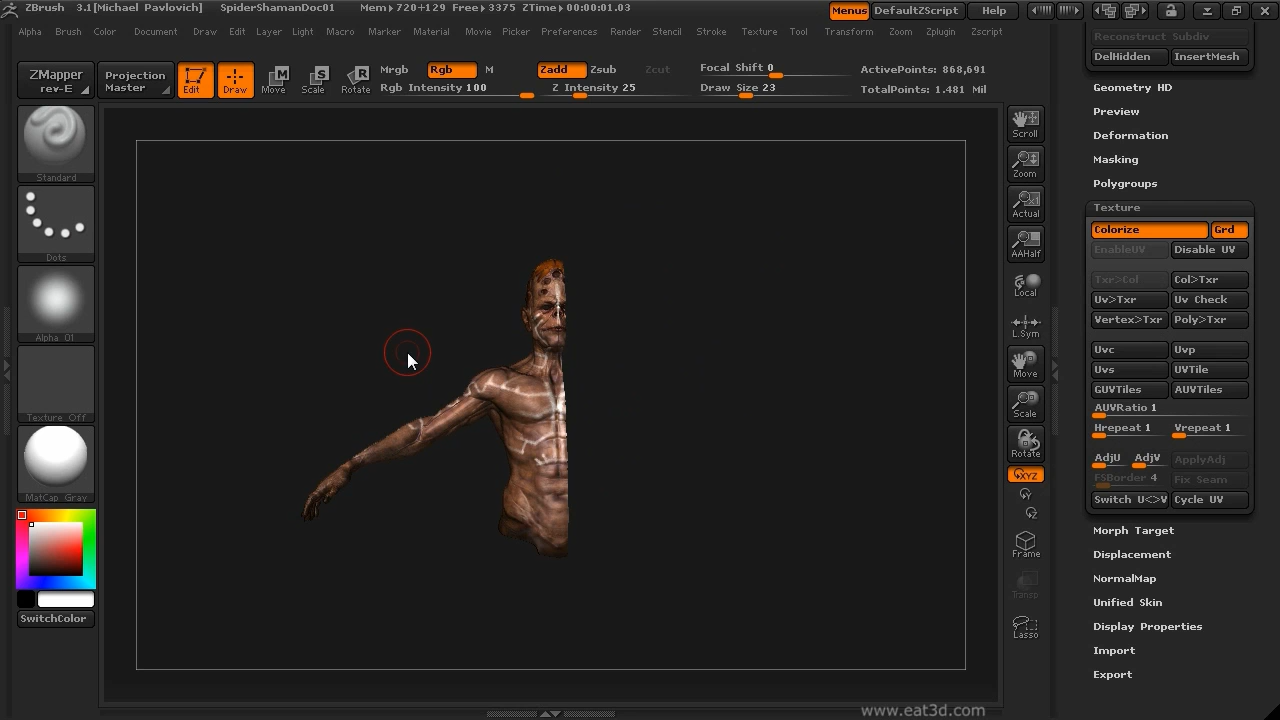 ZBrush 3.1[Michael Pavlovich] SpiderShamanDoc01 Mem▸720+129 Free▸3375 ZTime▸00:00:01.03 Menus DefaultZScript Help
Alpha Brush Color Document Draw Edit Layer Light Macro Marker Material Movie Picker Preferences Render Stencil Stroke Texture Tool Transform Zoom Zplugin Zscript
Reconstruct Subdiv
DelHidden InsertMesh
ZMapper
rev-E
Projection
Master
Edit
Draw
Move
Scale
Rotate
Mrgb Rgb M
Rgb Intensity 100
Zadd Zsub Zcut
Z Intensity 25
Focal Shift 0
Draw Size 23
ActivePoints: 868,691
TotalPoints: 1.481 Mil
Standard
Dots
Alpha 01
Texture Off
MatCap Gray
SwitchColor
Scroll
Zoom
Actual
AAHalf
Local
L.Sym
Move
Scale
Rotate
XYZ
Frame
Transp
Lasso
Geometry HD
Preview
Deformation
Masking
Polygroups
Texture
Colorize Grd
EnableUV Disable UV
Txr>Col Col>Txr
Uv>Txr Uv Check
Vertex>Txr Poly>Txr
Uvc Uvp
Uvs UVTile
GUVTiles AUVTiles
AUVRatio 1
Hrepeat 1 Vrepeat 1
AdjU AdjV ApplyAdj
FSBorder 4 Fix Seam
Switch U<>V Cycle UV
Morph Target
Displacement
NormalMap
Unified Skin
Display Properties
Import
Export
www.eat3d.com